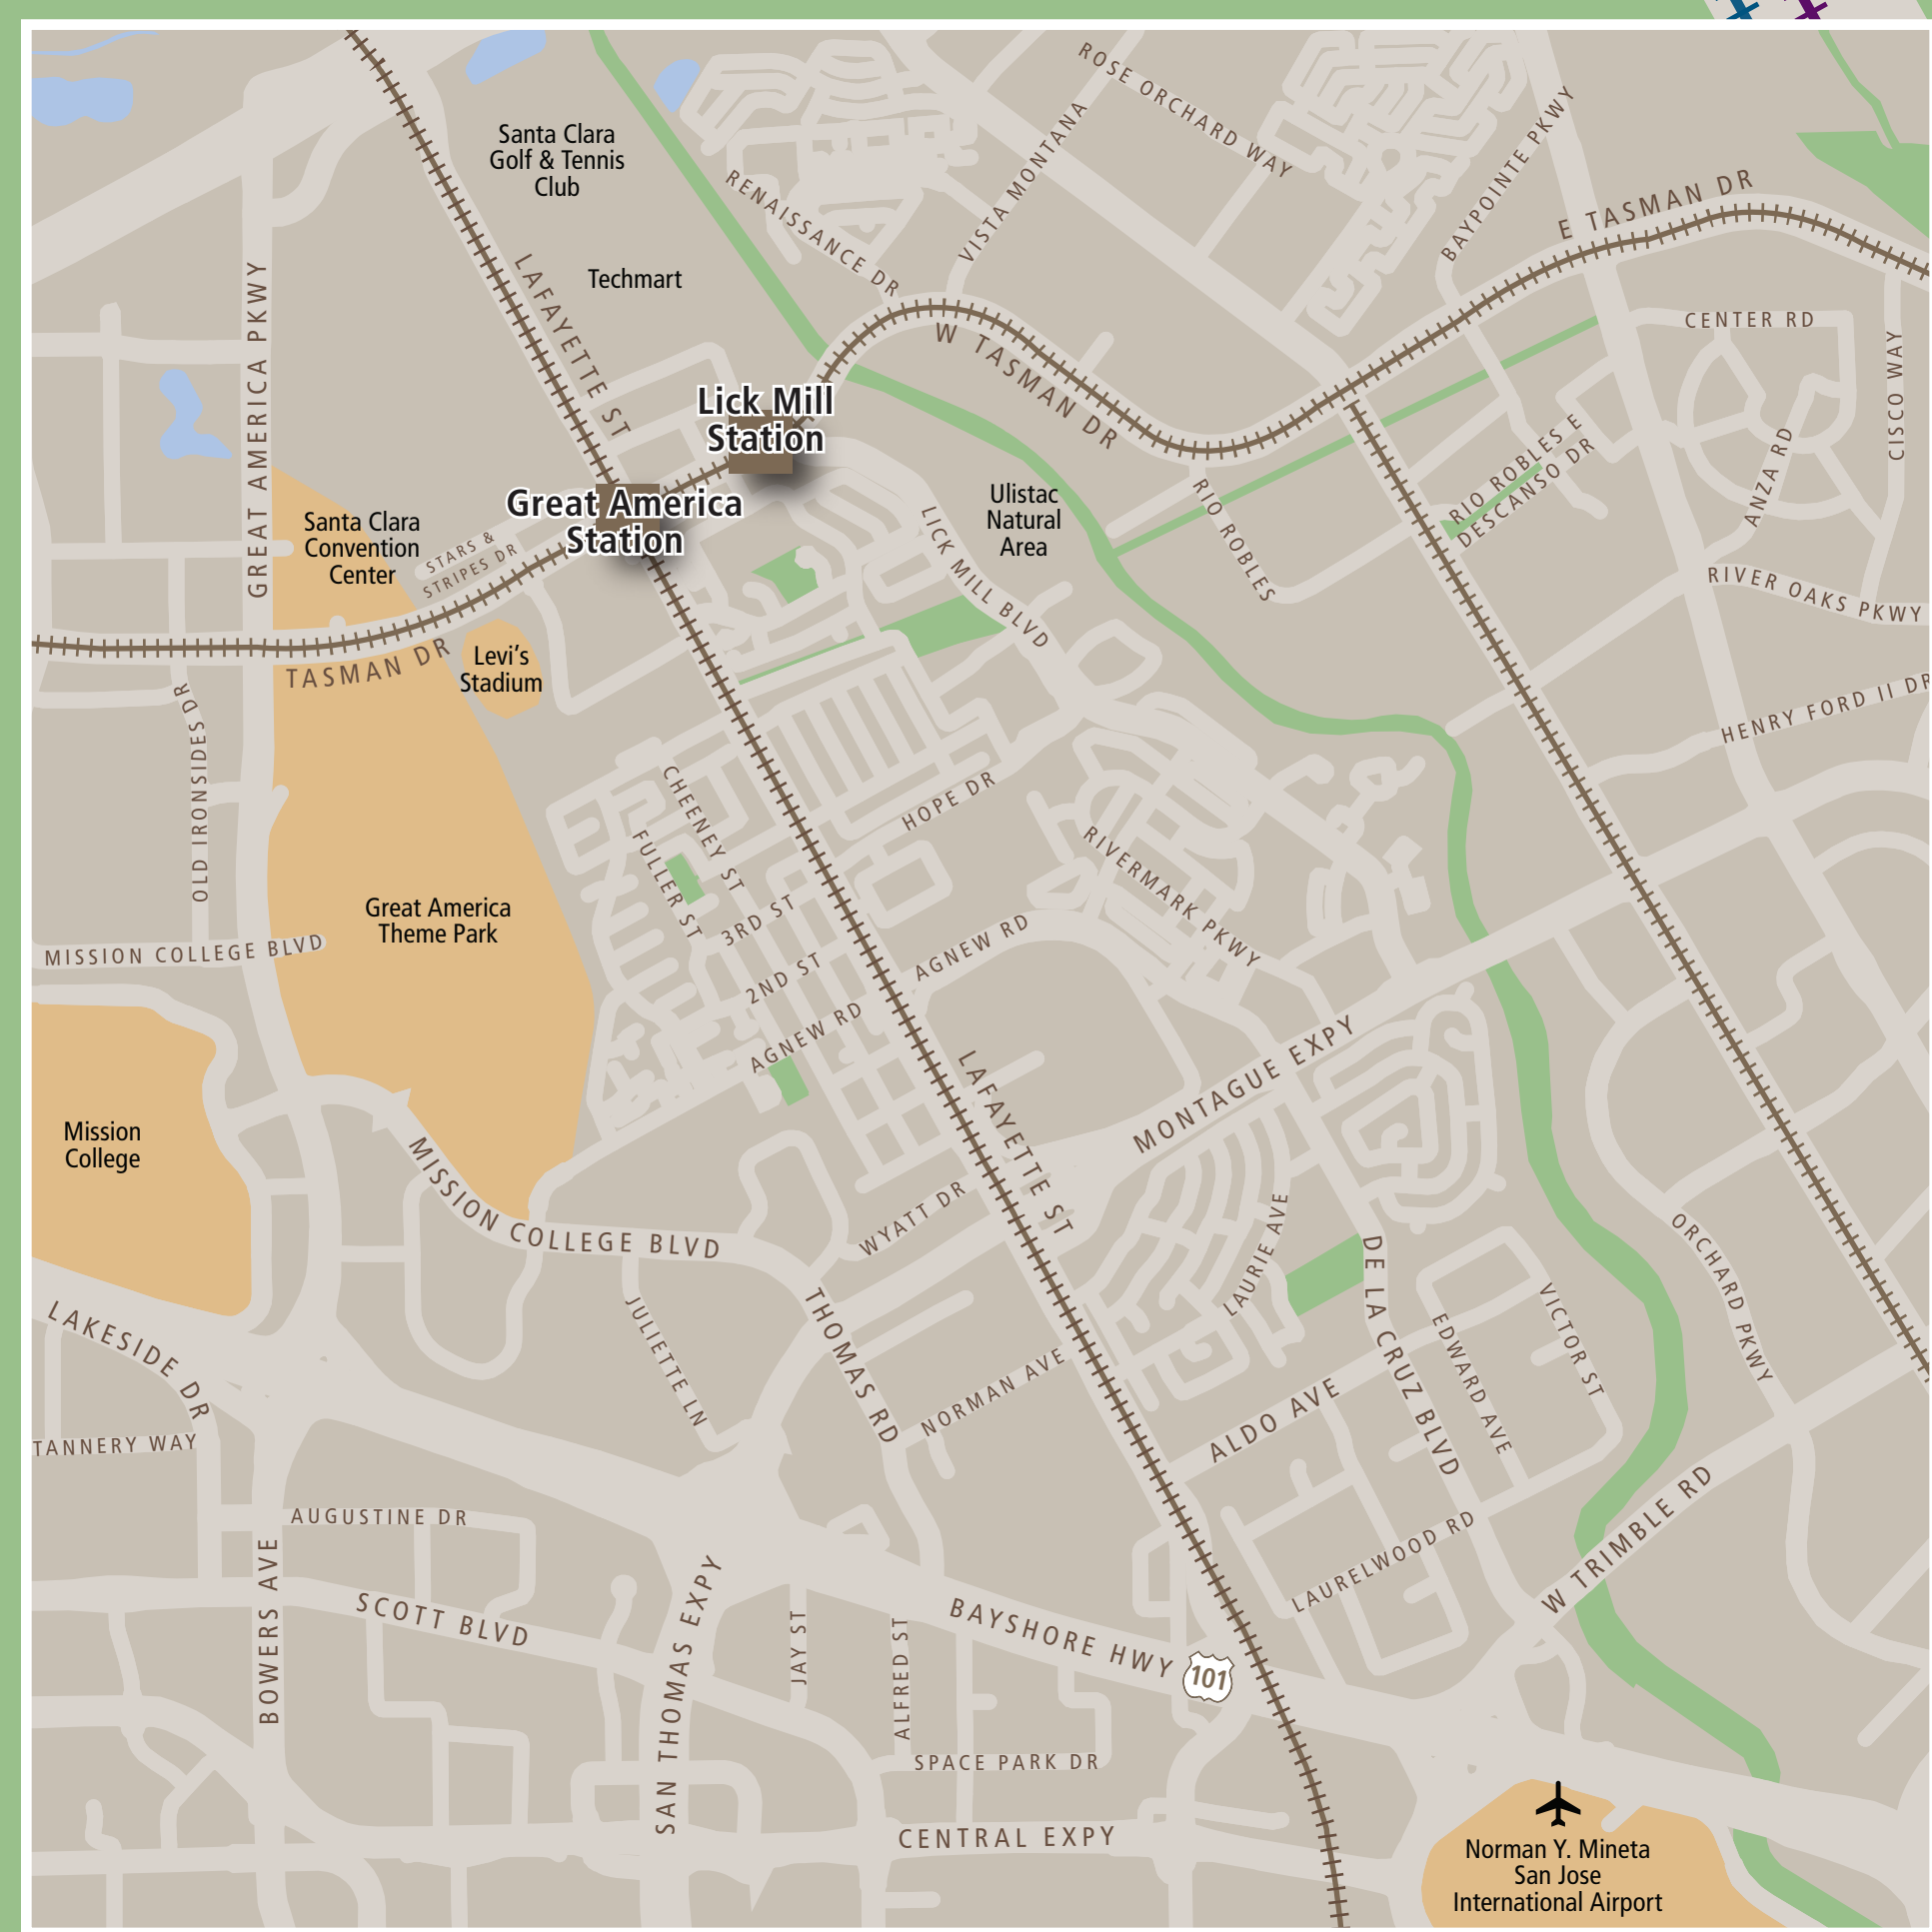 ROSE ORCHARD WAY
Santa Clara
Golf & Tennis
Club
VISTA MONTANA
BAYPOINTE PKWY
RENAISSANCE DR
E TASMAN DR
Techmart
LAFAYETTE ST
GREAT AMERICA PKWY
CENTER RD
W TASMAN DR
CISCO WAY
Lick Mill
Station
RIO ROBLES E
DESCANSO DR
ANZA RD
Great America
Station
Ulistac
Natural
Area
RIO ROBLES
LICK MILL BLVD
Santa Clara
Convention
Center
STARS &
STRIPES DR
RIVER OAKS PKWY
TASMAN DR
Levi's
Stadium
OLD IRONSIDES DR
HENRY FORD II DR
CHEENEY ST
HOPE DR
FULLER ST
RIVERMARK PKWY
Great America
Theme Park
3RD ST
AGNEW RD
MISSION COLLEGE BLVD
2ND ST
AGNEW RD
LAFAYETTE ST
MONTAGUE EXPY
Mission
College
MISSION COLLEGE BLVD
WYATT DR
LAURIE AVE
DE LA CRUZ BLVD
ORCHARD PKWY
LAKESIDE DR
JULIETTE LN
THOMAS RD
NORMAN AVE
EDWARD AVE
VICTOR ST
ALDO AVE
TANNERY WAY
AUGUSTINE DR
W TRIMBLE RD
LAURELWOOD RD
BOWERS AVE
SCOTT BLVD
SAN THOMAS EXPY
JAY ST
ALFRED ST
BAYSHORE HWY
101
SPACE PARK DR
CENTRAL EXPY
Norman Y. Mineta
San Jose
International Airport